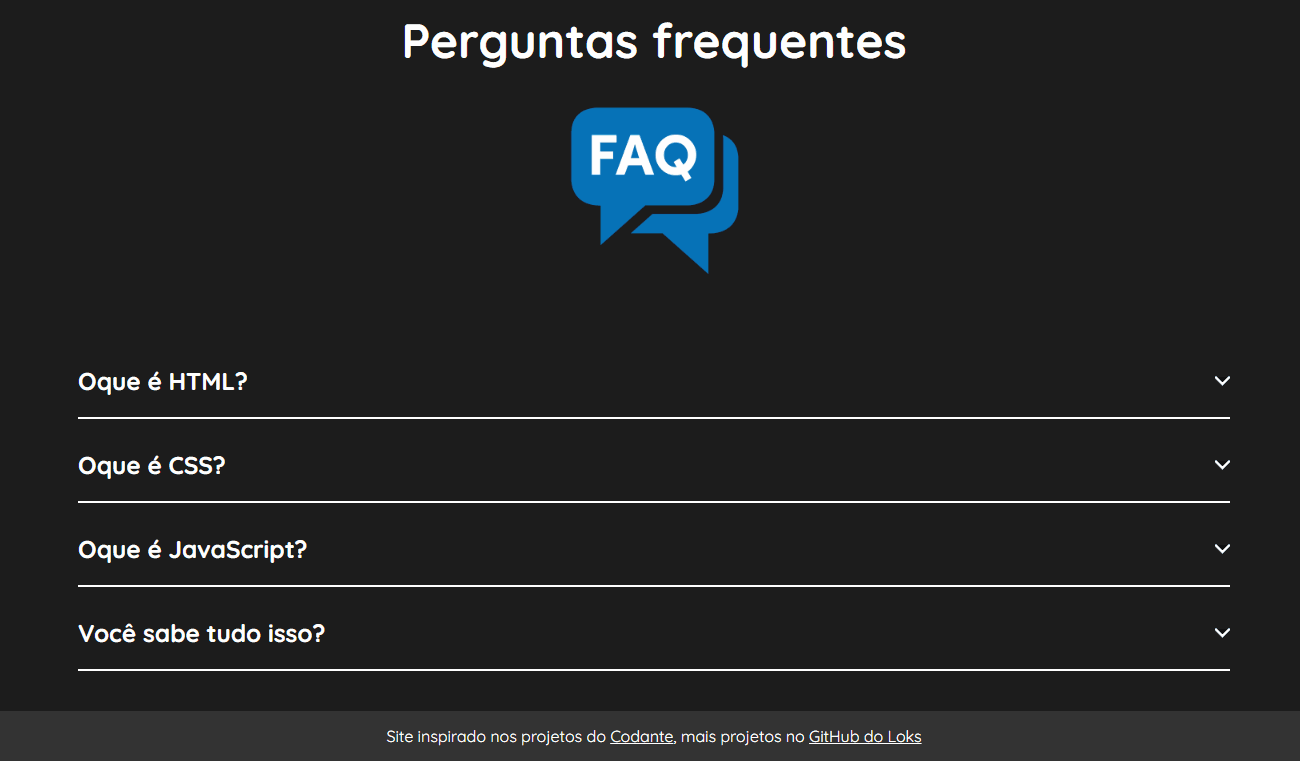 Perguntas frequentes
FAQ
Oque é HTML?
Oque é CSS?
Oque é JavaScript?
Você sabe tudo isso?
Site inspirado nos projetos do Codante, mais projetos no GitHub do Loks